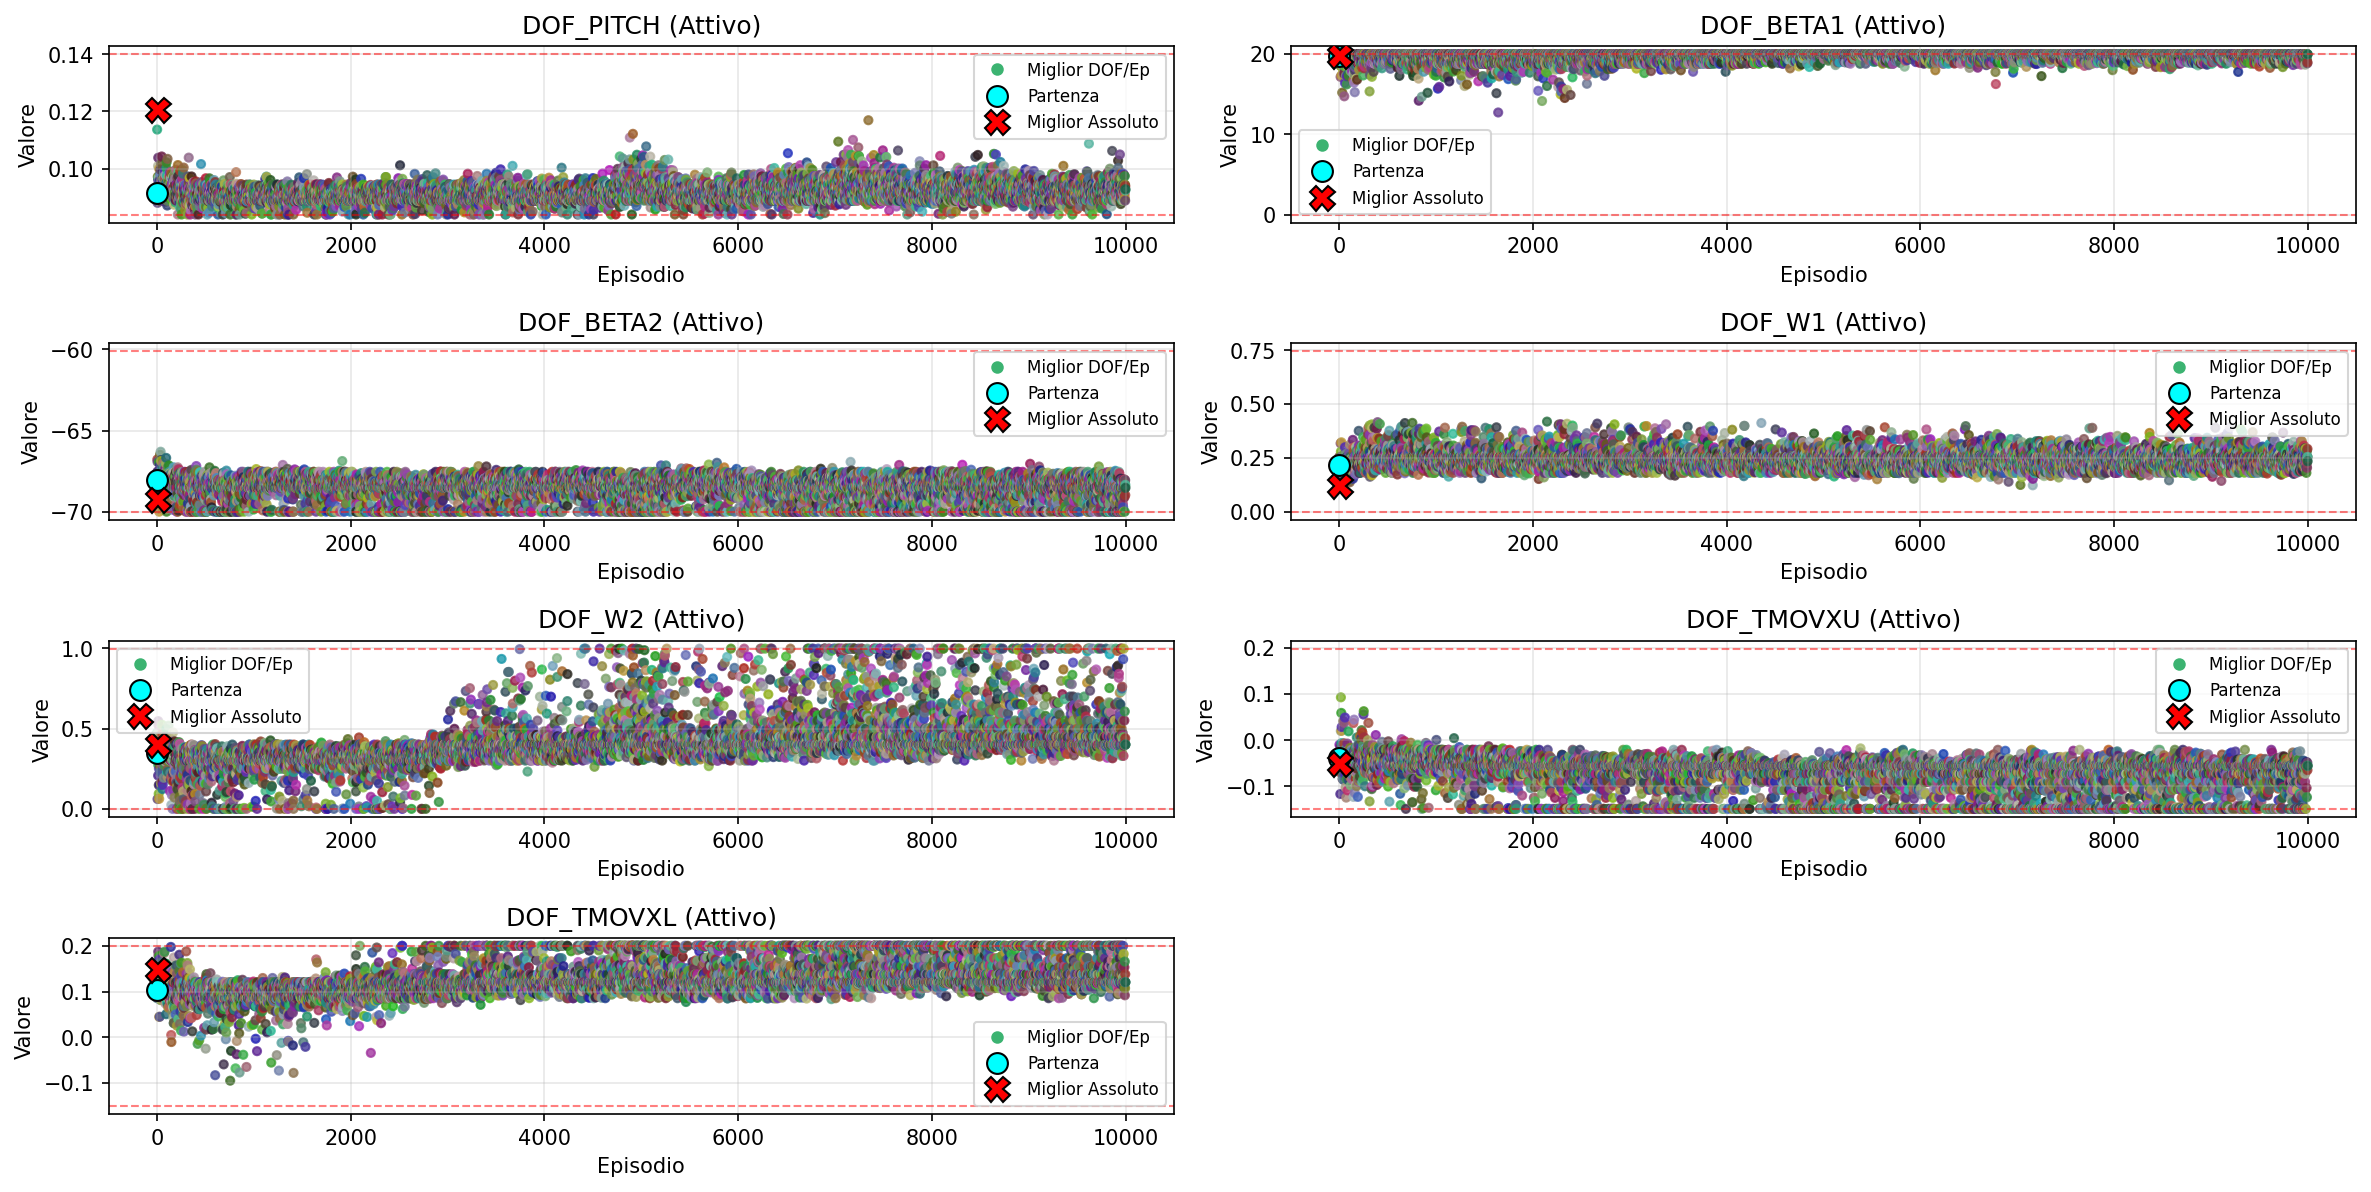 DOF_PITCH (Attivo)
0.14
0.12
0.10
Valore
Miglior DOF/Ep
Partenza
Miglior Assoluto
0 2000 4000 6000 8000 10000
Episodio
DOF_BETA1 (Attivo)
20
10
0
Valore
Miglior DOF/Ep
Partenza
Miglior Assoluto
0 2000 4000 6000 8000 10000
Episodio
DOF_BETA2 (Attivo)
−60
−65
−70
Valore
Miglior DOF/Ep
Partenza
Miglior Assoluto
0 2000 4000 6000 8000 10000
Episodio
DOF_W1 (Attivo)
0.75
0.50
0.25
0.00
Valore
Miglior DOF/Ep
Partenza
Miglior Assoluto
0 2000 4000 6000 8000 10000
Episodio
DOF_W2 (Attivo)
1.0
0.5
0.0
Valore
Miglior DOF/Ep
Partenza
Miglior Assoluto
0 2000 4000 6000 8000 10000
Episodio
DOF_TMOVXU (Attivo)
0.2
0.1
0.0
−0.1
Valore
Miglior DOF/Ep
Partenza
Miglior Assoluto
0 2000 4000 6000 8000 10000
Episodio
DOF_TMOVXL (Attivo)
0.2
0.1
0.0
−0.1
Valore
Miglior DOF/Ep
Partenza
Miglior Assoluto
0 2000 4000 6000 8000 10000
Episodio